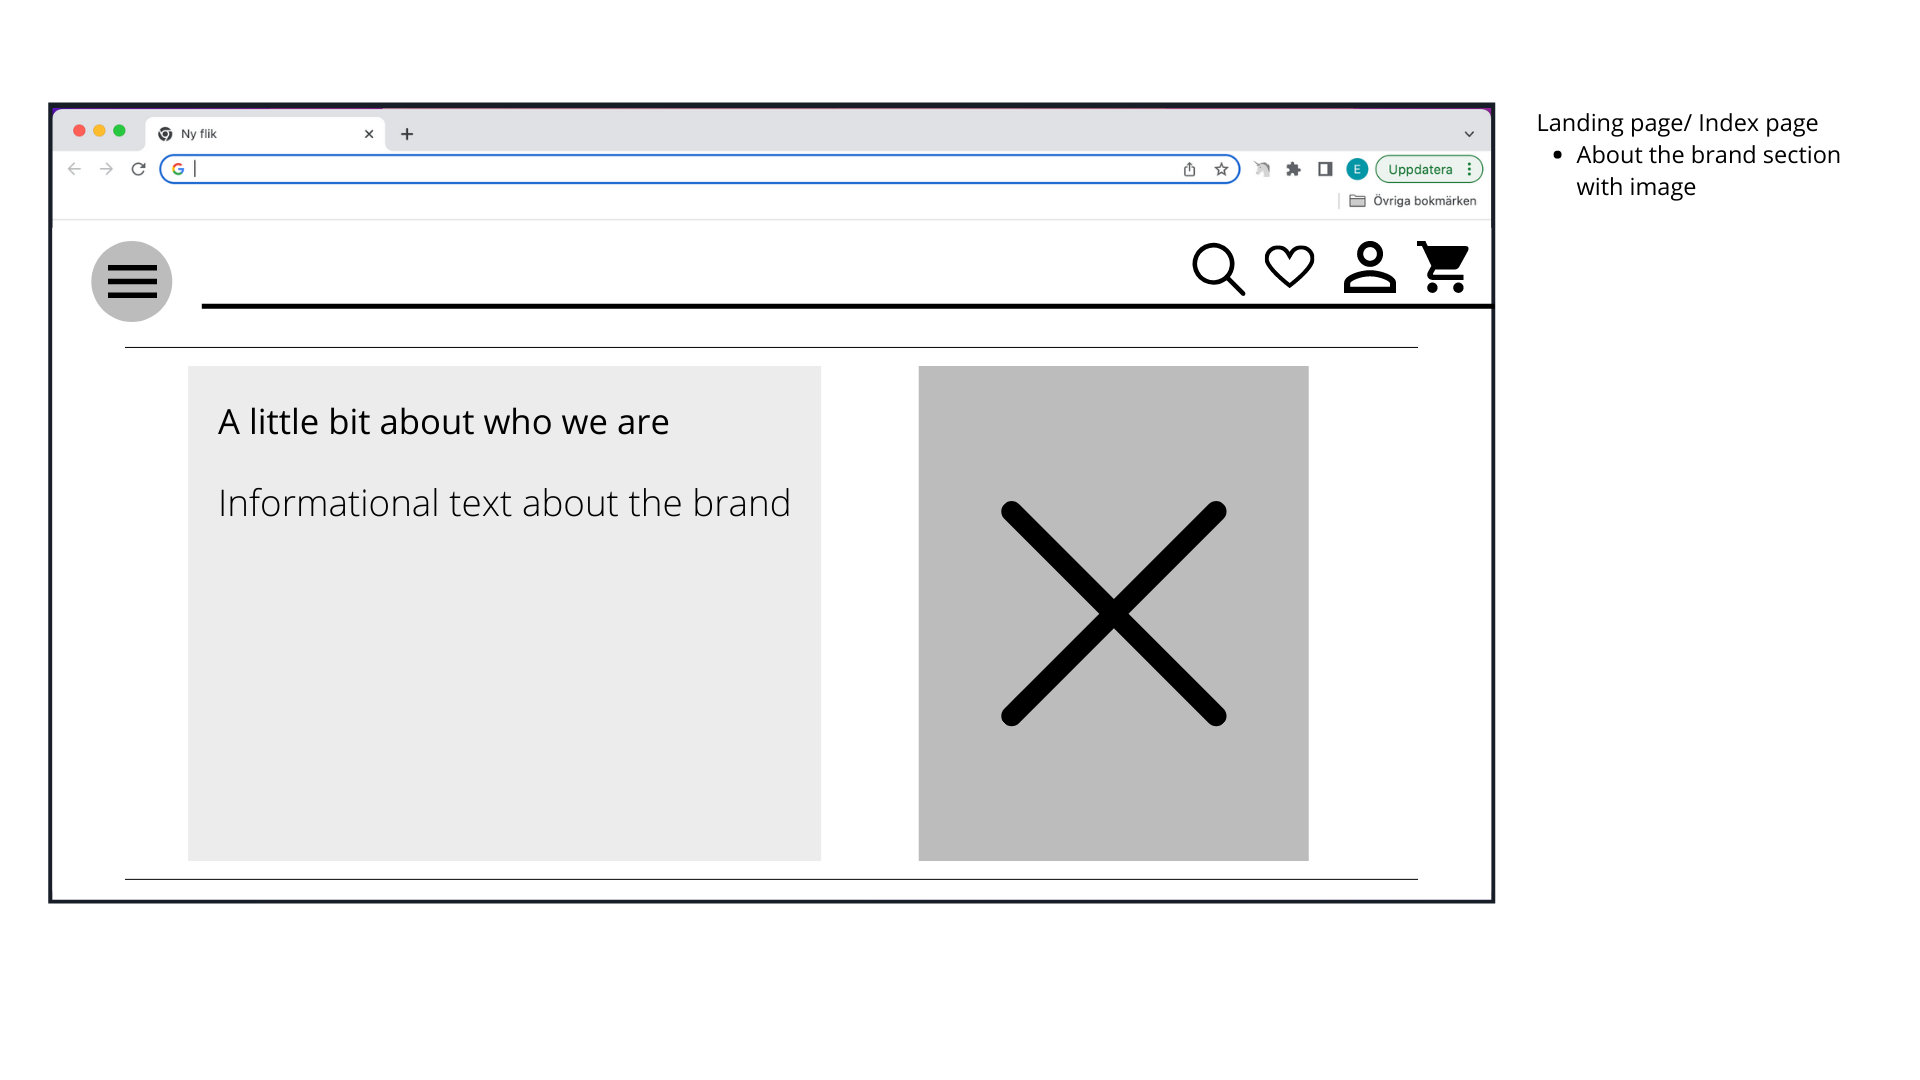 Ny flik
E
Uppdatera
Övriga bokmärken
A little bit about who we are
Informational text about the brand
Landing page/ Index page
• About the brand section
with image